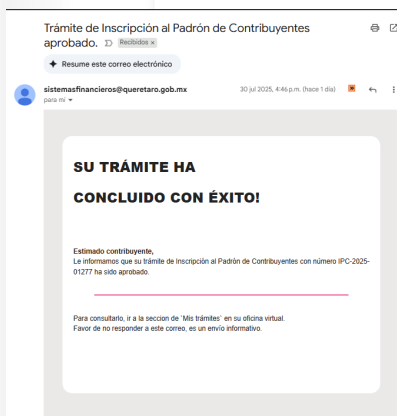 Trámite de Inscripción al Padrón de Contribuyentes
aprobado. Recibidos x
Resume este correo electrónico
sistemasfinancieros@queretaro.gob.mx 30 jul 2025, 4:46 p.m. (hace 1 día)
para mí
SU TRÁMITE HA
CONCLUIDO CON ÉXITO!
Estimado contribuyente,
Le informamos que su trámite de Inscripción al Padrón de Contribuyentes con número IPC-2025-
01277 ha sido aprobado.
Para consultarlo, ir a la seccion de 'Mis trámites' en su oficina virtual.
Favor de no responder a este correo, es un envío informativo.